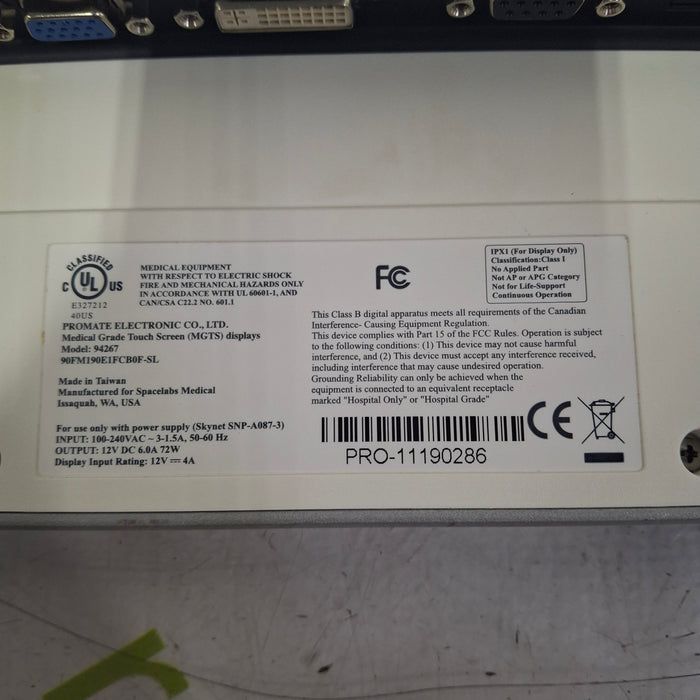 CLASSIFIED
C UL US
E327212
40US
MEDICAL EQUIPMENT
WITH RESPECT TO ELECTRIC SHOCK
FIRE AND MECHANICAL HAZARDS ONLY
IN ACCORDANCE WITH UL 60601-1, AND
CAN/CSA C22.2 NO. 601.1
PROMATE ELECTRONIC CO., LTD.
Medical Grade Touch Screen (MGTS) displays
Model: 94267
90FM190E1FCB0F-SL
Made in Taiwan
Manufactured for Spacelabs Medical
Issaquah, WA, USA
For use only with power supply (Skynet SNP-A087-3)
INPUT: 100-240VAC ~ 3-1.5A, 50-60 Hz
OUTPUT: 12V DC 6.0A 72W
Display Input Rating: 12V ⎓ 4A
FC
IPX1 (For Display Only)
Classification:Class I
No Applied Part
Not AP or APG Category
Not for Life-Support
Continuous Operation
This Class B digital apparatus meets all requirements of the Canadian
Interference- Causing Equipment Regulation.
This device complies with Part 15 of the FCC Rules. Operation is subject
to the following conditions: (1) This device may not cause harmful
interference, and (2) This device must accept any interference received,
including interference that may cause undesired operation.
Grounding Reliability can only be achieved when the
equipment is connected to an equivalent receptacle
marked "Hospital Only" or "Hospital Grade"
CE
PRO-11190286